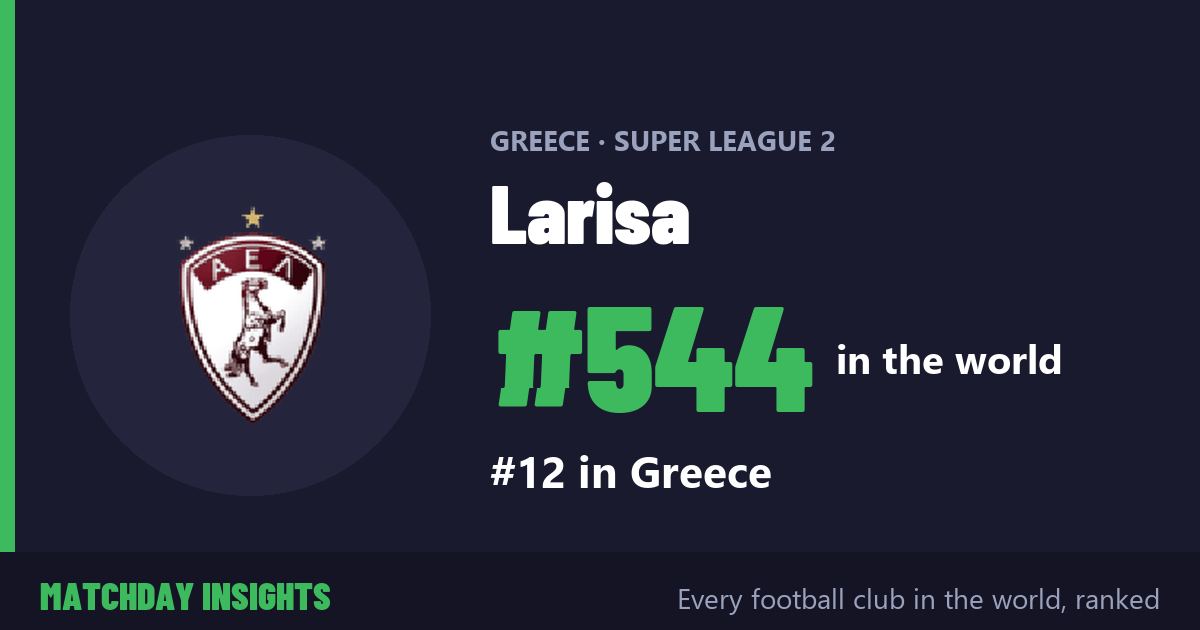 GREECE · SUPER LEAGUE 2
Larisa
ΑΕΛ
#544 in the world
#12 in Greece
MATCHDAY INSIGHTS
Every football club in the world, ranked